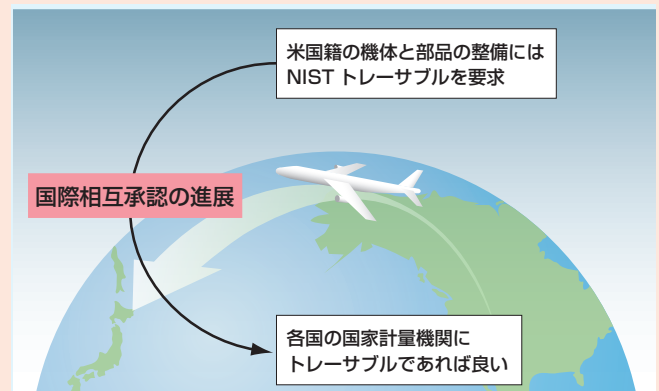 米国籍の機体と部品の整備には
NIST トレーサブルを要求
国際相互承認の進展
各国の国家計量機関に
トレーサブルであれば良い